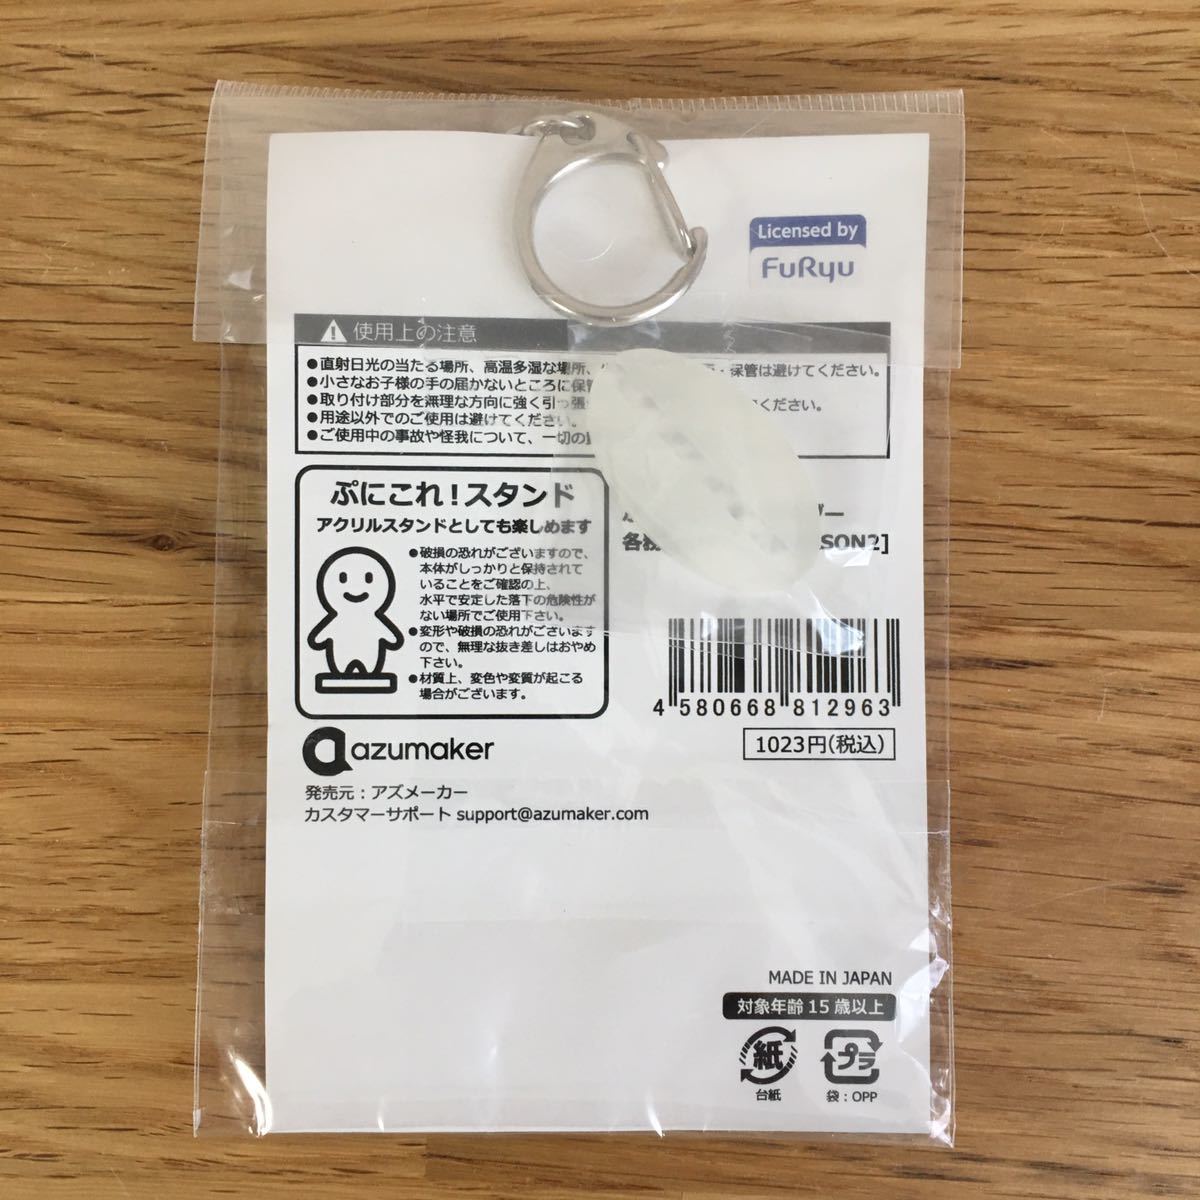 Licensed by
FuRyu
使用上の注意
●直射日光の当たる場所、高温多湿な場所、 ・保管は避けてください。
●小さなお子様の手の届かないところに保管
●取り付け部分を無理な方向に強く引っ張 ください。
●用途以外でのご使用は避けてください。
●ご使用中の事故や怪我について、一切の
ぷにこれ!スタンド
アクリルスタンドとしても楽しめます
●破損の恐れがございますので、
本体がしっかりと保持されて
いることをご確認の上、
水平で安定した落下の危険性が
ない場所でご使用下さい。
●変形や破損の恐れがございます
ので、無理な抜き差しはおやめ
下さい。
●材質上、変色や変質が起こる
場合がございます。
ダー
各務 SON2]
4 580668 812963
1023円(税込)
azumaker
発売元:アズメーカー
カスタマーサポート support@azumaker.com
MADE IN JAPAN
対象年齢 15 歳以上
紙
台紙
プラ
袋:OPP